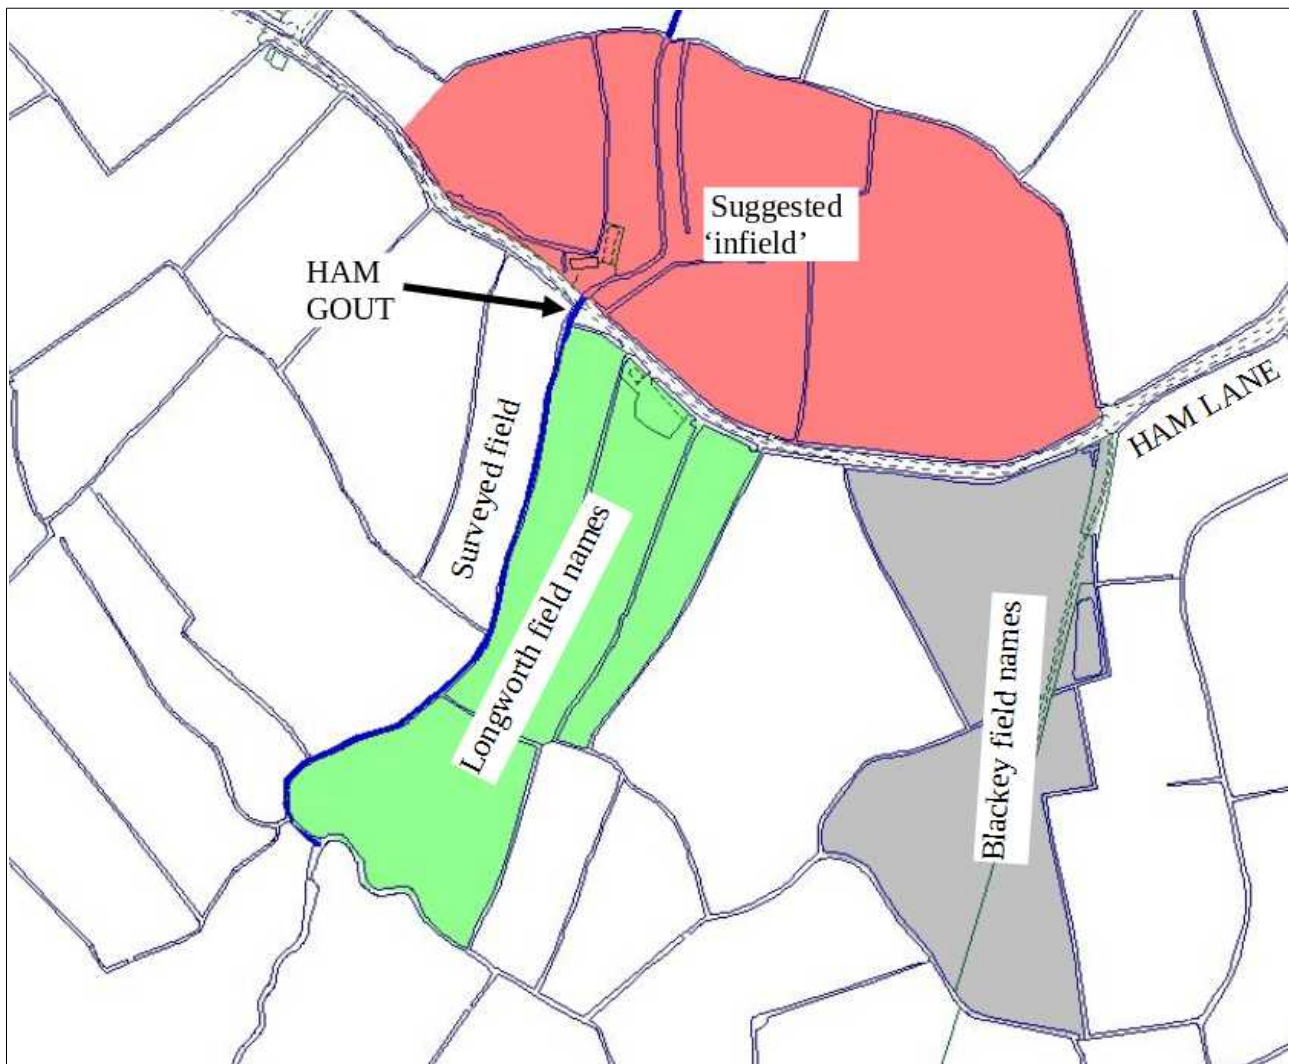 Suggested
‘infield’
HAM
GOUT
HAM LANE
Surveyed field
Longworth field names
Blackey field names